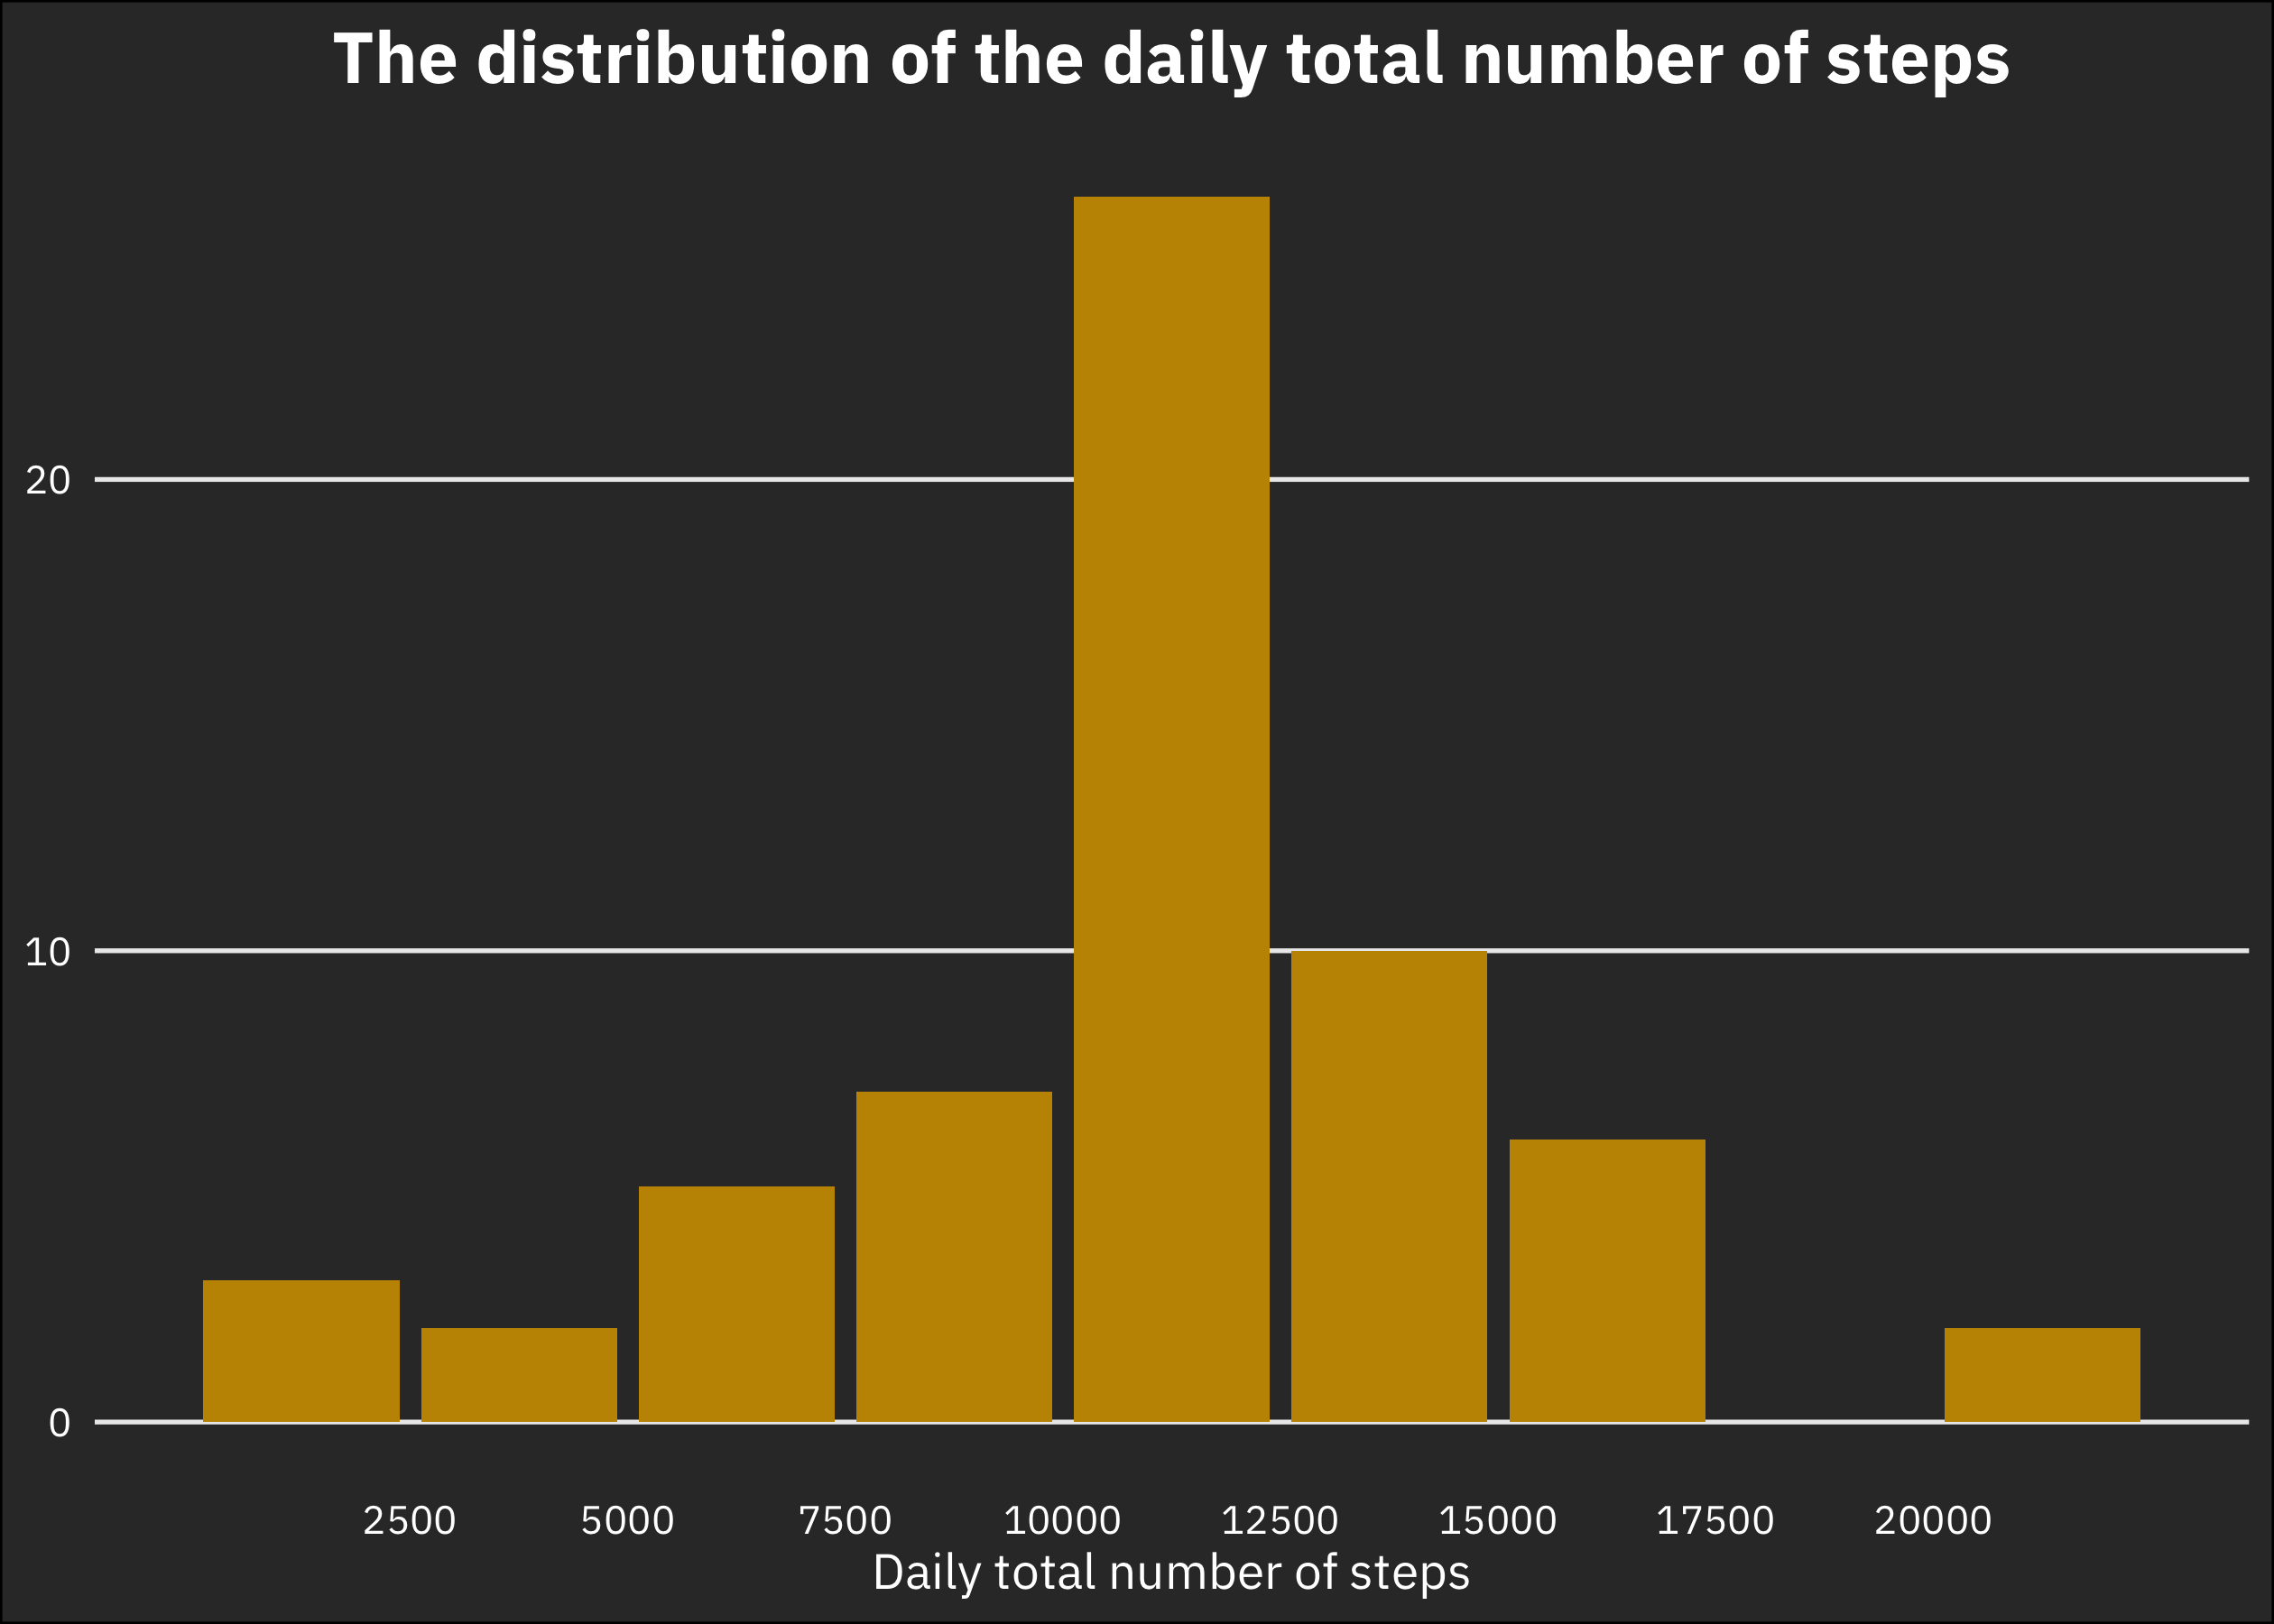 The distribution of the daily total number of steps
20
10
0
2500 5000 7500 10000 12500 15000 17500 20000
Daily total number of steps